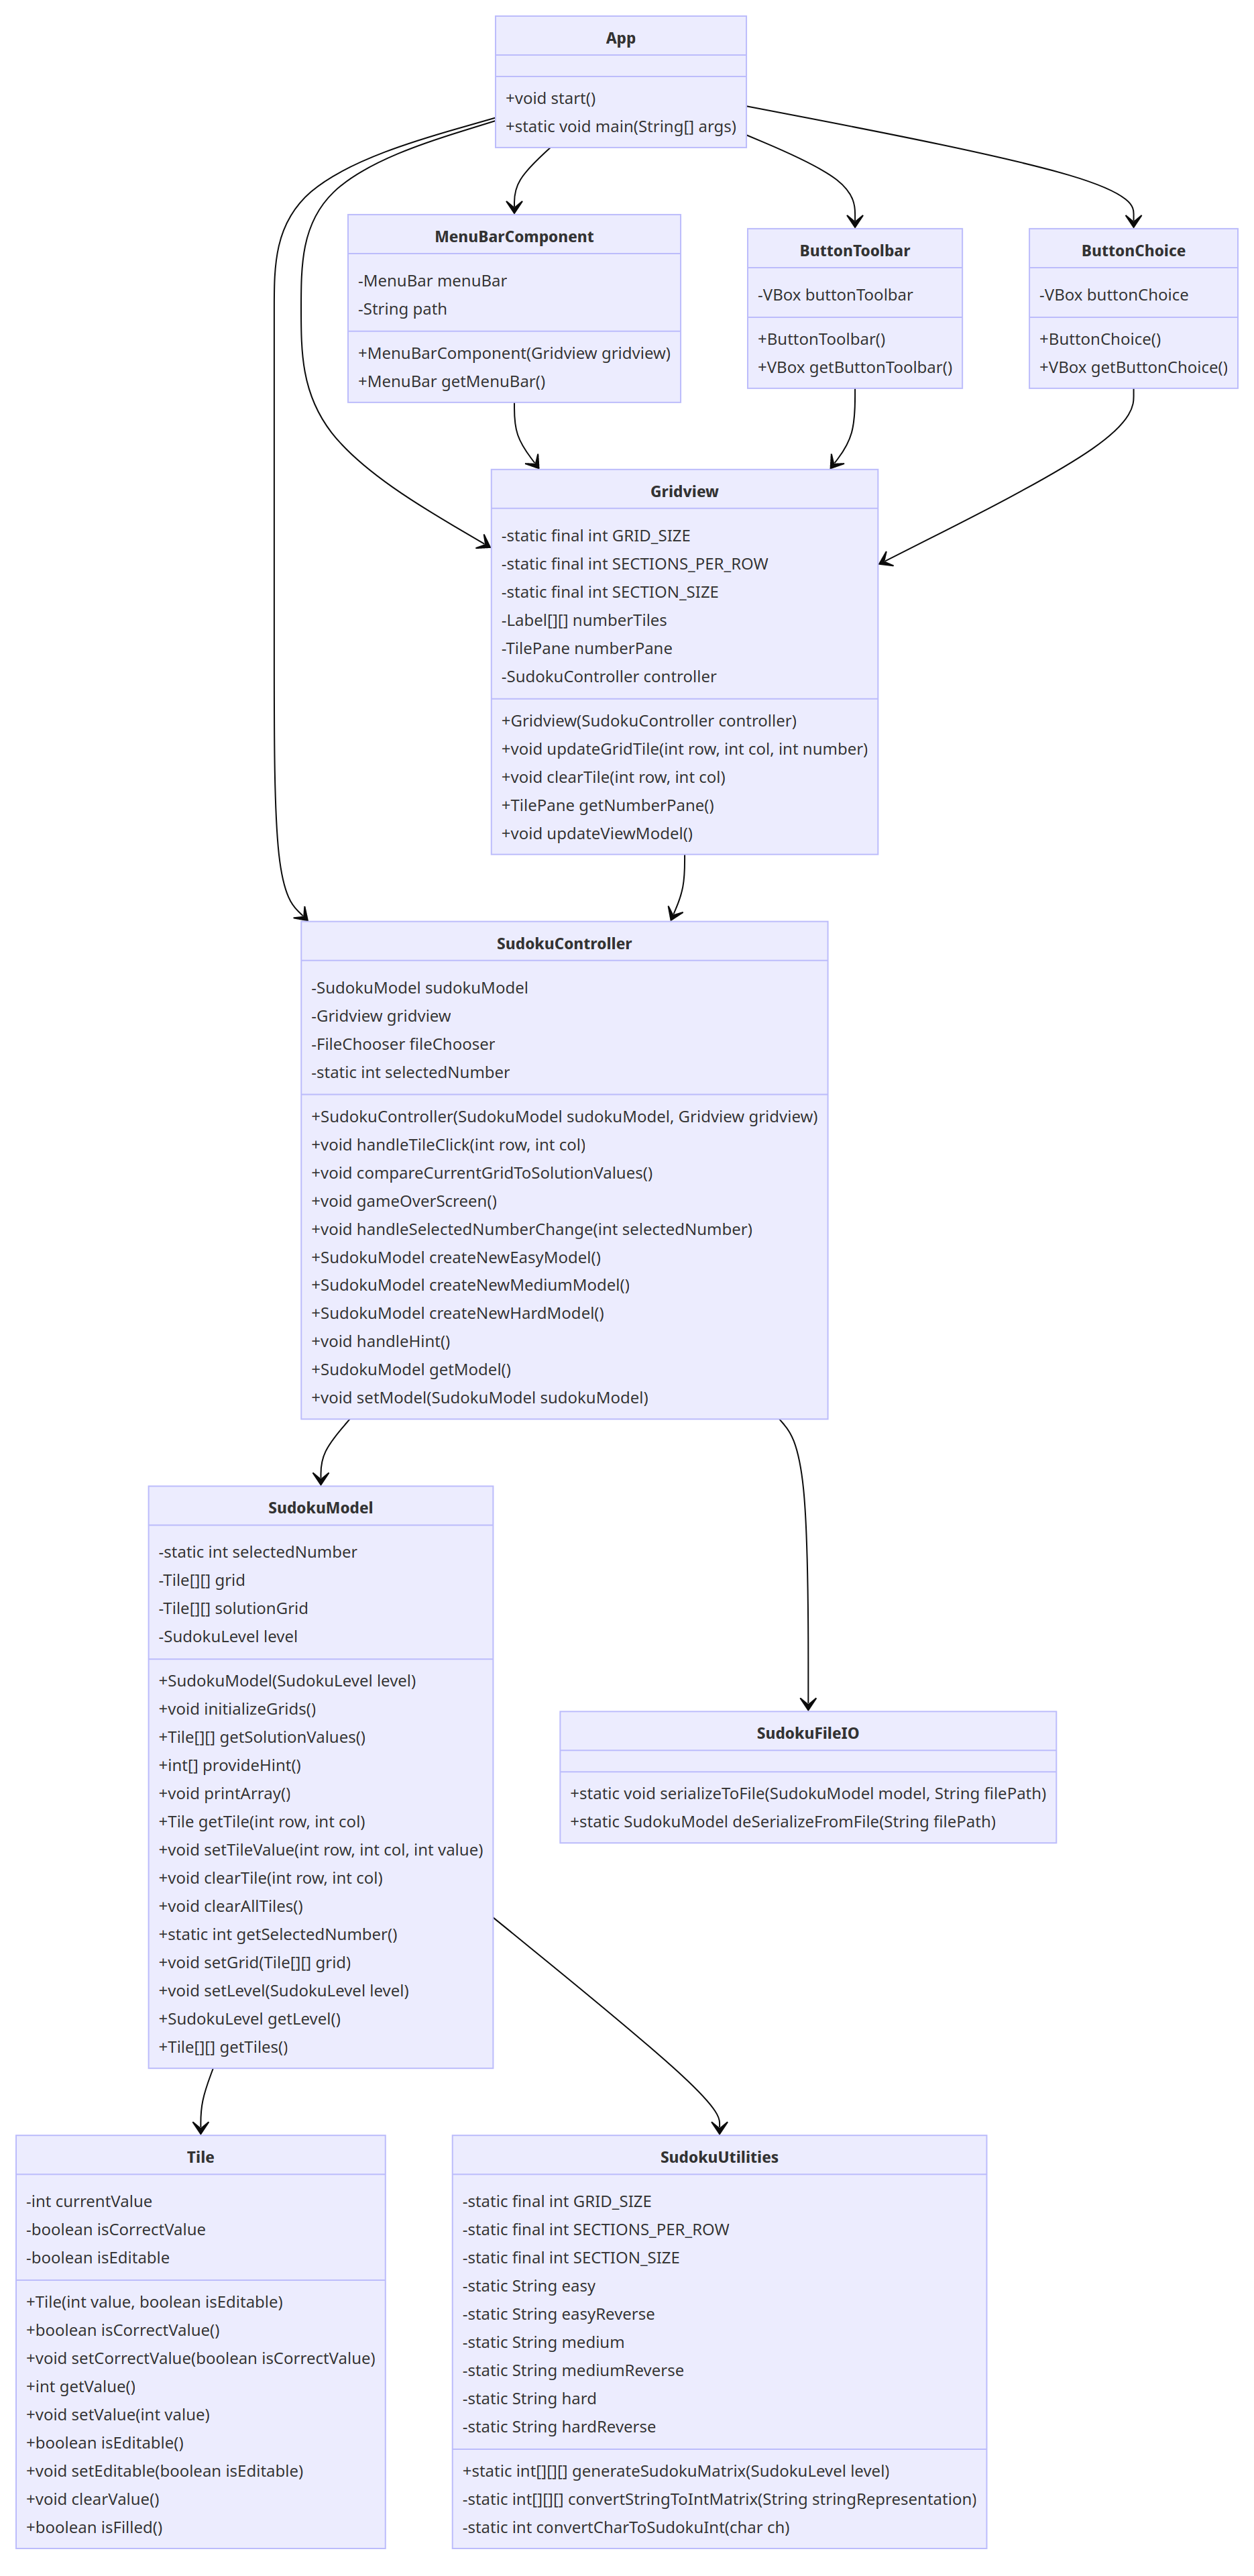 App
+void start()
+static void main(String[] args)
MenuBarComponent
-MenuBar menuBar
-String path
+MenuBarComponent(Gridview gridview)
+MenuBar getMenuBar()
ButtonToolbar
-VBox buttonToolbar
+ButtonToolbar()
+VBox getButtonToolbar()
ButtonChoice
-VBox buttonChoice
+ButtonChoice()
+VBox getButtonChoice()
Gridview
-static final int GRID_SIZE
-static final int SECTIONS_PER_ROW
-static final int SECTION_SIZE
-Label[][] numberTiles
-TilePane numberPane
-SudokuController controller
+Gridview(SudokuController controller)
+void updateGridTile(int row, int col, int number)
+void clearTile(int row, int col)
+TilePane getNumberPane()
+void updateViewModel()
SudokuController
-SudokuModel sudokuModel
-Gridview gridview
-FileChooser fileChooser
-static int selectedNumber
+SudokuController(SudokuModel sudokuModel, Gridview gridview)
+void handleTileClick(int row, int col)
+void compareCurrentGridToSolutionValues()
+void gameOverScreen()
+void handleSelectedNumberChange(int selectedNumber)
+SudokuModel createNewEasyModel()
+SudokuModel createNewMediumModel()
+SudokuModel createNewHardModel()
+void handleHint()
+SudokuModel getModel()
+void setModel(SudokuModel sudokuModel)
SudokuModel
-static int selectedNumber
-Tile[][] grid
-Tile[][] solutionGrid
-SudokuLevel level
+SudokuModel(SudokuLevel level)
+void initializeGrids()
+Tile[][] getSolutionValues()
+int[] provideHint()
+void printArray()
+Tile getTile(int row, int col)
+void setTileValue(int row, int col, int value)
+void clearTile(int row, int col)
+void clearAllTiles()
+static int getSelectedNumber()
+void setGrid(Tile[][] grid)
+void setLevel(SudokuLevel level)
+SudokuLevel getLevel()
+Tile[][] getTiles()
SudokuFileIO
+static void serializeToFile(SudokuModel model, String filePath)
+static SudokuModel deSerializeFromFile(String filePath)
Tile
-int currentValue
-boolean isCorrectValue
-boolean isEditable
+Tile(int value, boolean isEditable)
+boolean isCorrectValue()
+void setCorrectValue(boolean isCorrectValue)
+int getValue()
+void setValue(int value)
+boolean isEditable()
+void setEditable(boolean isEditable)
+void clearValue()
+boolean isFilled()
SudokuUtilities
-static final int GRID_SIZE
-static final int SECTIONS_PER_ROW
-static final int SECTION_SIZE
-static String easy
-static String easyReverse
-static String medium
-static String mediumReverse
-static String hard
-static String hardReverse
+static int[][][] generateSudokuMatrix(SudokuLevel level)
-static int[][][] convertStringToIntMatrix(String stringRepresentation)
-static int convertCharToSudokuInt(char ch)